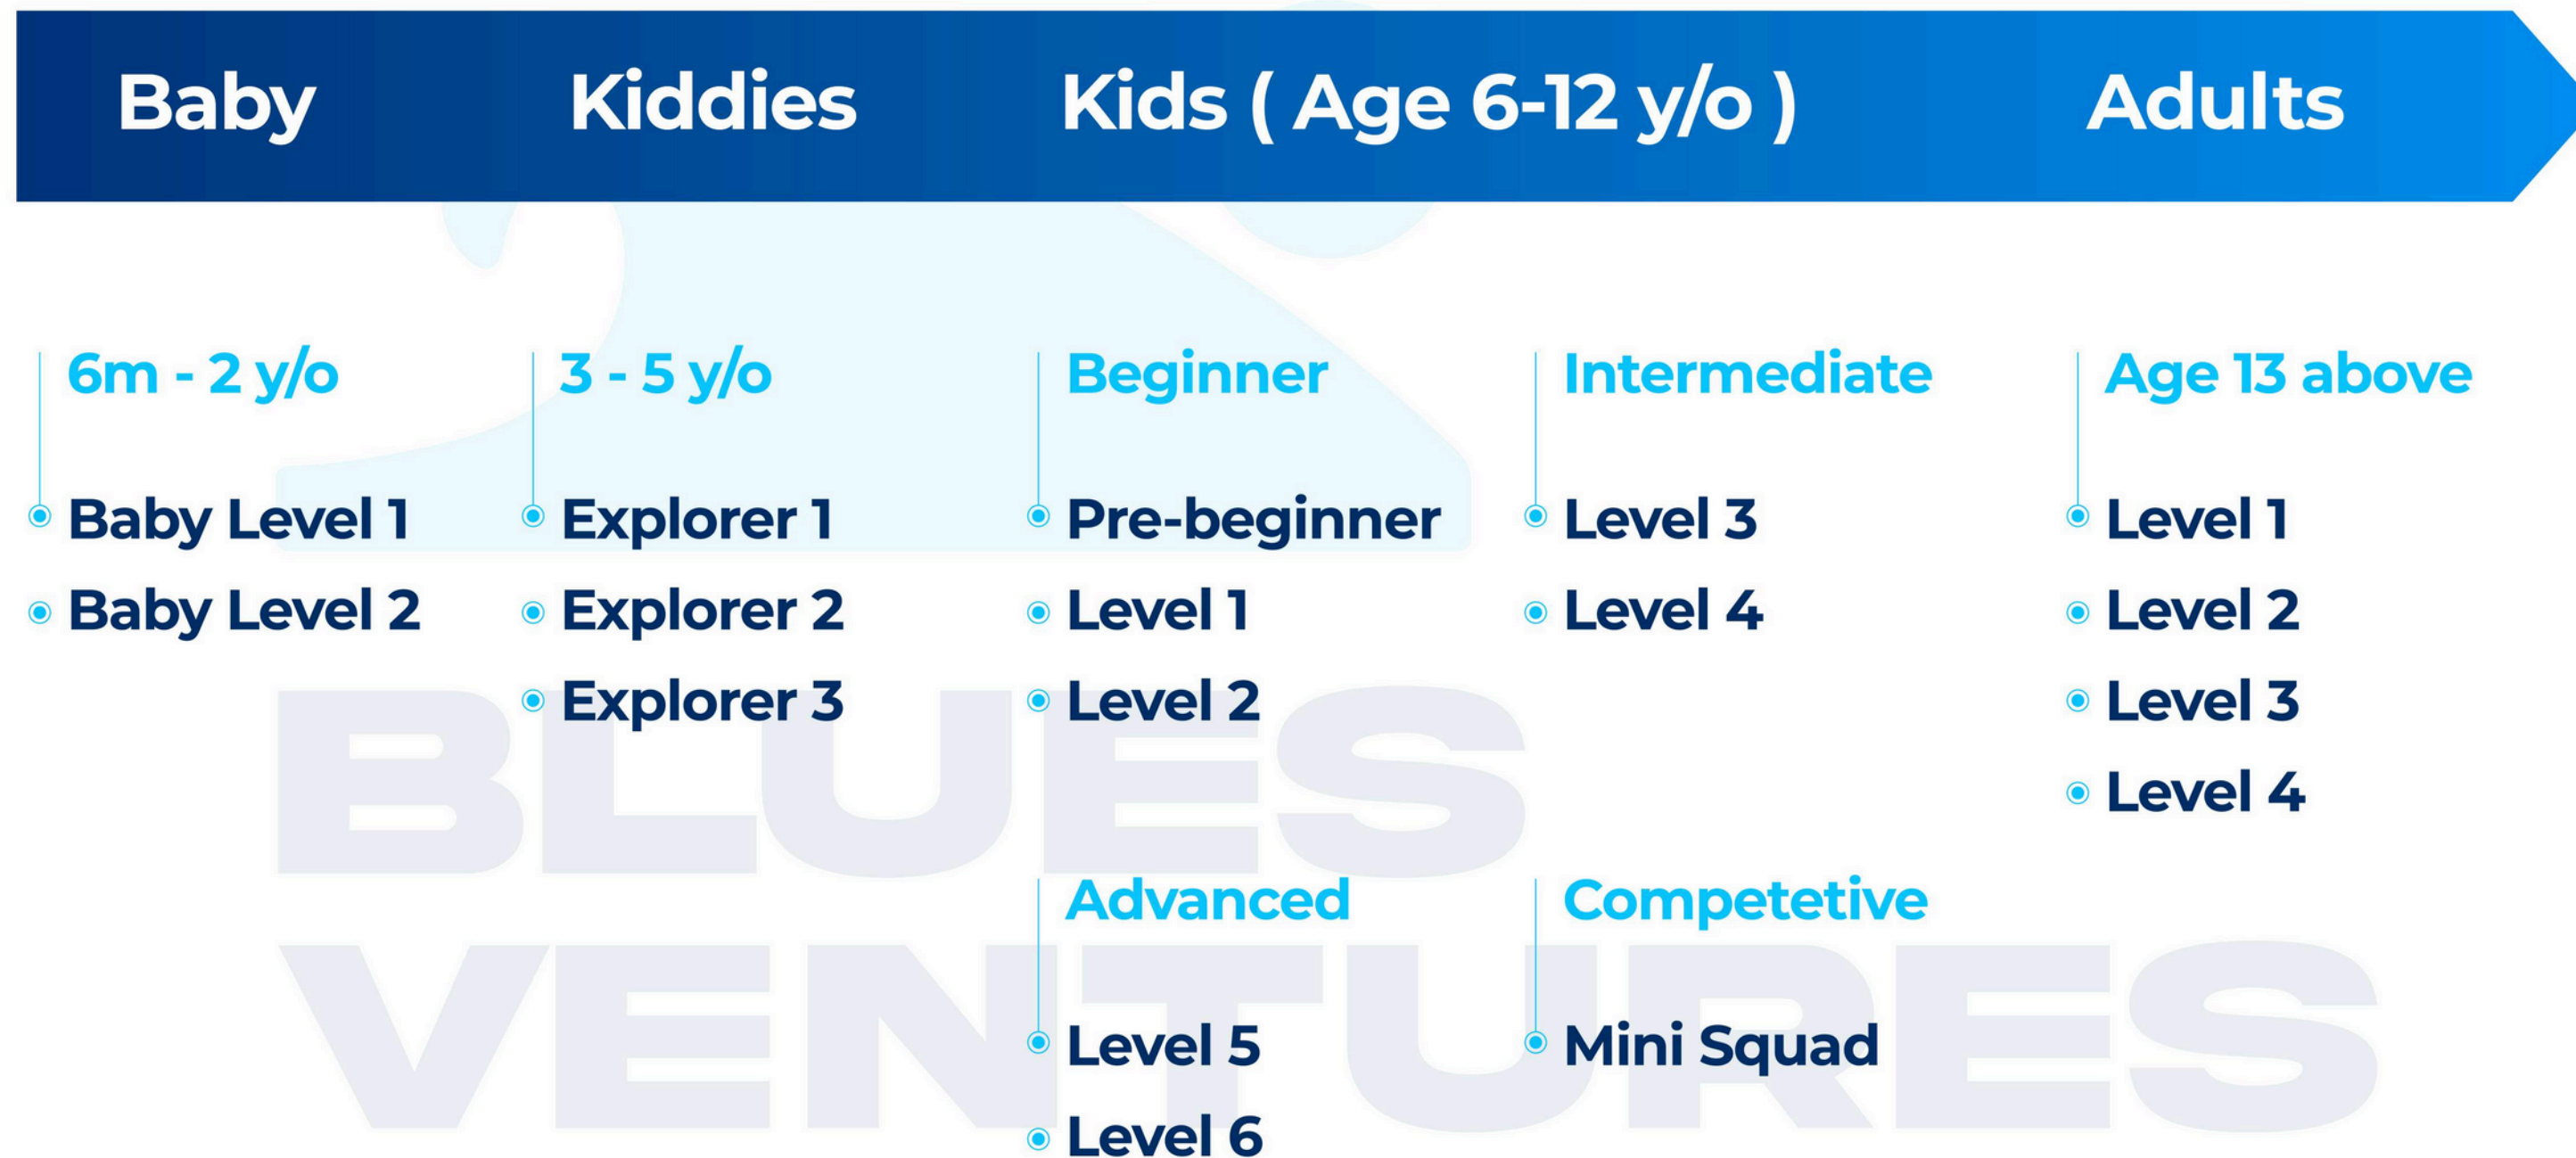 Baby
Kiddies
Kids ( Age 6-12 y/o )
Adults
6m - 2 y/o
Baby Level 1
Baby Level 2
3 - 5 y/o
Explorer 1
Explorer 2
Explorer 3
Beginner
Pre-beginner
Level 1
Level 2
Intermediate
Level 3
Level 4
Advanced
Level 5
Level 6
Competetive
Mini Squad
Age 13 above
Level 1
Level 2
Level 3
Level 4
BLUES
VENTURES